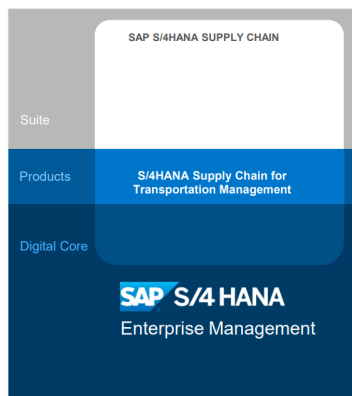 SAP S/4HANA SUPPLY CHAIN
Suite
Products
S/4HANA Supply Chain for
Transportation Management
Digital Core
SAP S/4 HANA
Enterprise Management